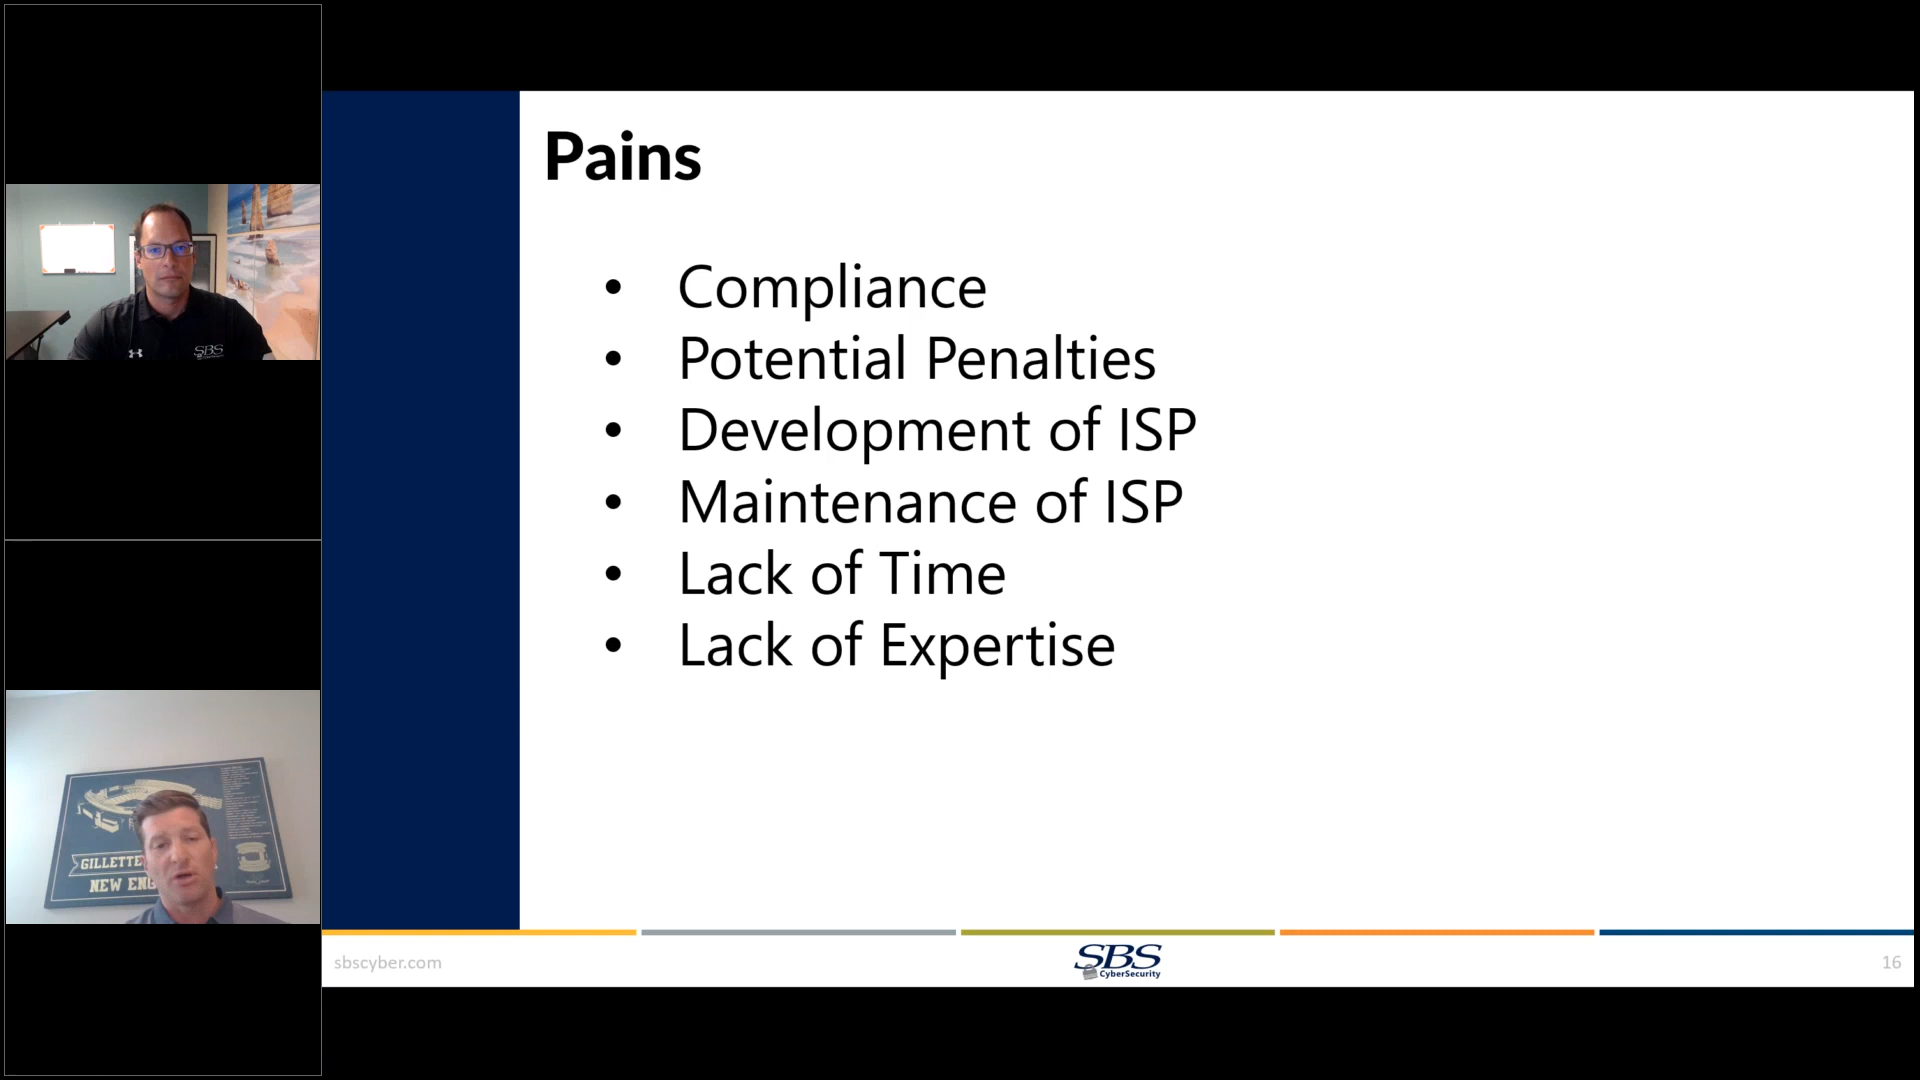 Pains
• Compliance
• Potential Penalties
• Development of ISP
• Maintenance of ISP
• Lack of Time
• Lack of Expertise
sbscyber.com
SBS
CyberSecurity
16
SBS
GILLETTE
NEW ENG